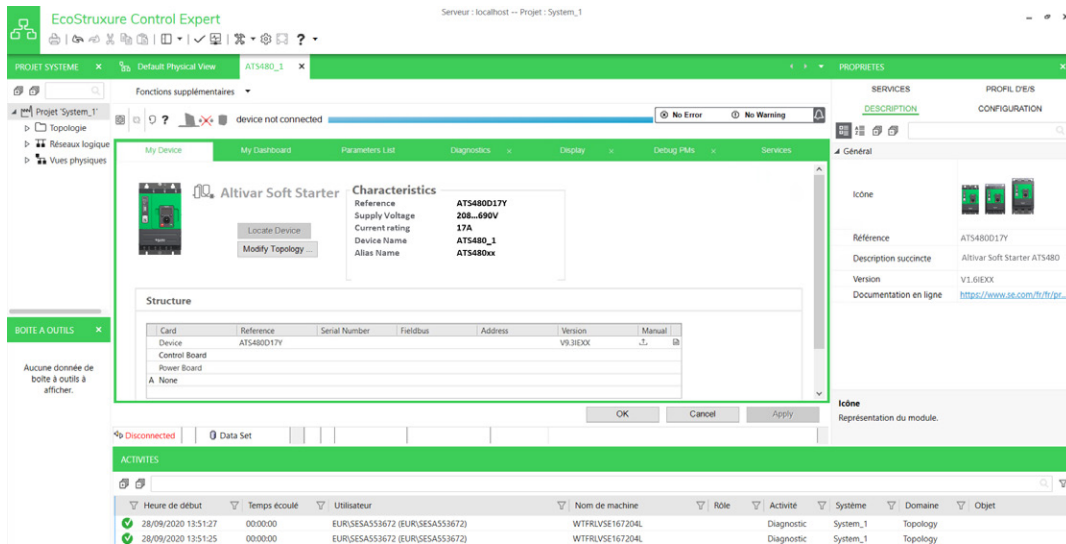 Serveur : localhost -- Projet : System_1
EcoStruxure Control Expert
PROJET SYSTEME
Default Physical View
ATS480_1
PROPRIETES
Fonctions supplémentaires
SERVICES
PROFIL D'E/S
DESCRIPTION
CONFIGURATION
Projet 'System_1'
Topologie
Réseaux logique
Vues physiques
device not connected
No Error
No Warning
My Device
My Dashboard
Parameters List
Diagnostics
Display
Debug PMs
Services
Général
Altivar Soft Starter
Locate Device
Modify Topology ...
Characteristics
Reference ATS480D17Y
Supply Voltage 208...690V
Current rating 17A
Device Name ATS480_1
Alias Name ATS480xx
Icône
Référence ATS480D17Y
Description succincte Altivar Soft Starter ATS480
Version V1.6IEXX
Documentation en ligne https://www.se.com/fr/fr/pr...
Structure
Card Reference Serial Number Fieldbus Address Version Manual
Device ATS480D17Y V9.3IEXX
Control Board
Power Board
A None
BOITE A OUTILS
Aucune donnée de
boîte à outils à
afficher.
OK
Cancel
Apply
Icône
Représentation du module.
Disconnected
Data Set
ACTIVITES
Heure de début Temps écoulé Utilisateur Nom de machine Rôle Activité Système Domaine Objet
28/09/2020 13:51:27 00:00:00 EUR\SESA553672 (EUR\SESA553672) WTFRLVSE167204L Diagnostic System_1 Topology
28/09/2020 13:51:25 00:00:00 EUR\SESA553672 (EUR\SESA553672) WTFRLVSE167204L Diagnostic System_1 Topology